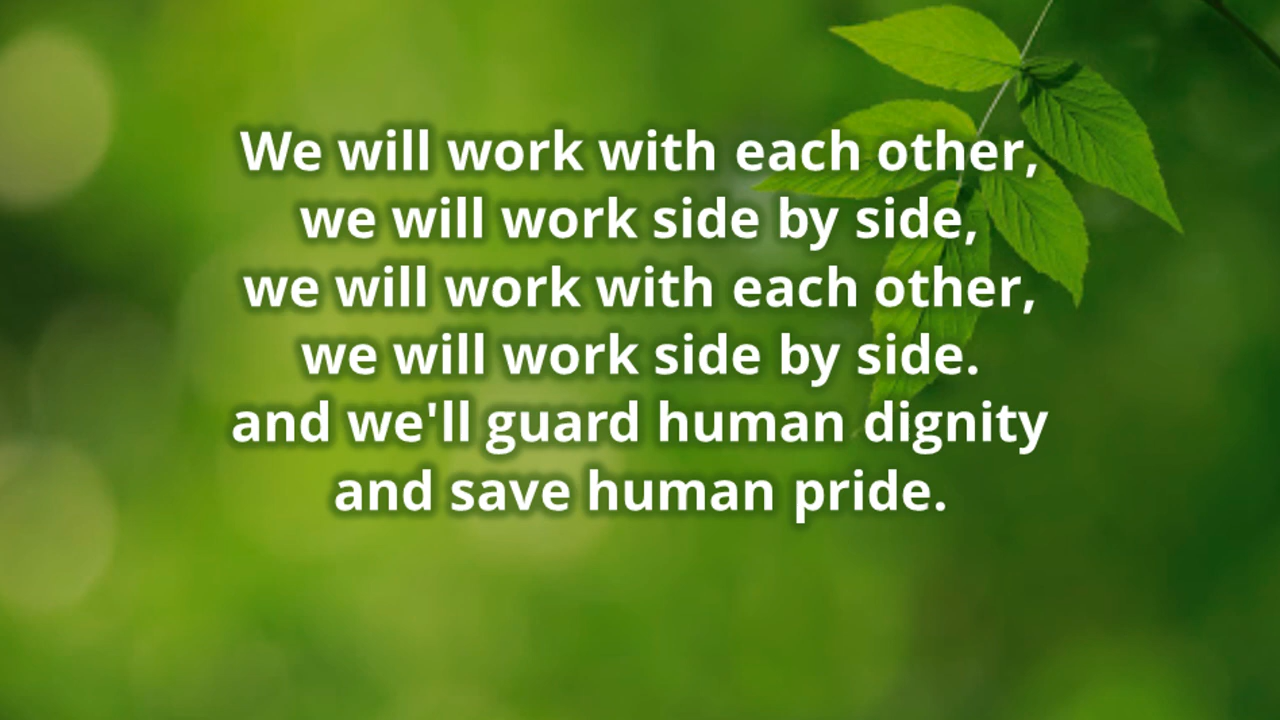 We will work with each other,
we will work side by side,
we will work with each other,
we will work side by side.
and we'll guard human dignity
and save human pride.